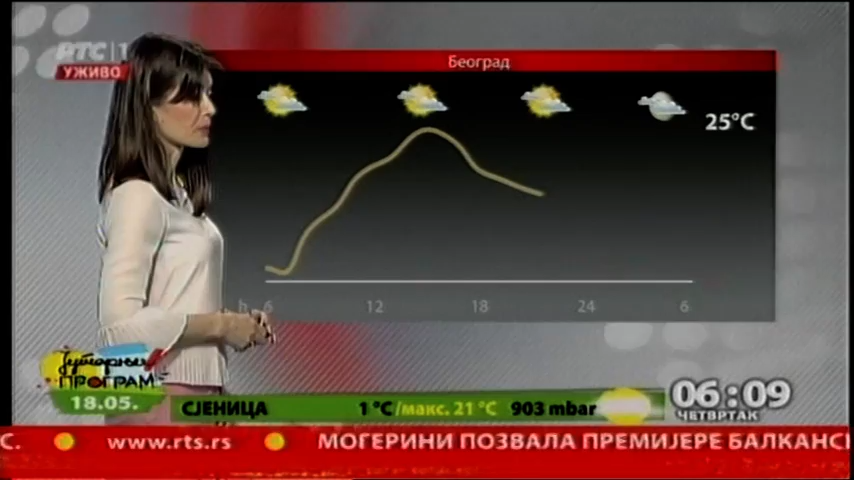 РТС|1
УЖИВО
Београд
25°C
h 6 12 18 24 6
Јутарњи
ПРОГРАМ
18.05.
СЈЕНИЦА 1 °C/макс. 21 °C 903 mbar
06:09
ЧЕТВРТАК
С. www.rts.rs МОГЕРИНИ ПОЗВАЛА ПРЕМИЈЕРЕ БАЛКАНС